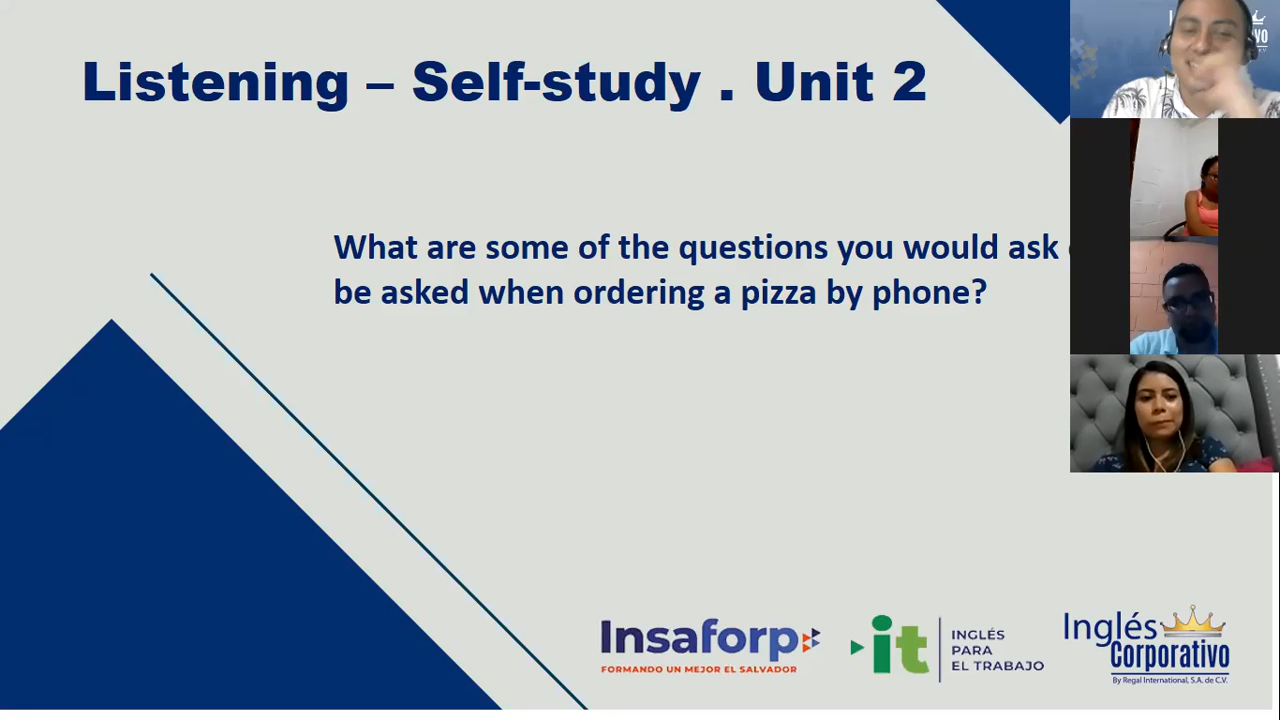 Listening – Self-study . Unit 2
What are some of the questions you would ask
be asked when ordering a pizza by phone?
Insaforp
FORMANDO UN MEJOR EL SALVADOR
it
INGLÉS
PARA
EL TRABAJO
Inglés
Corporativo
By Regal International, S.A. de C.V.